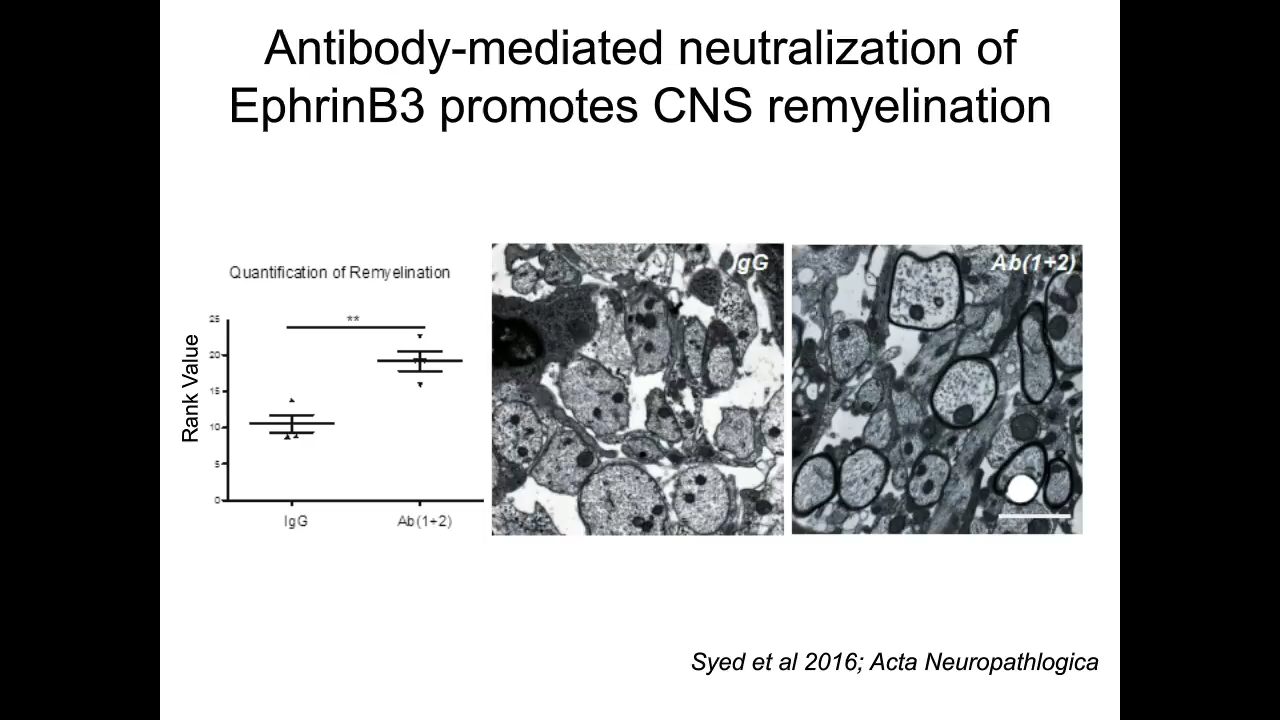 Antibody-mediated neutralization of
EphrinB3 promotes CNS remyelination
Quantification of Remyelination
**
Rank Value
25
20
15
10
5
0
IgG
Ab(1+2)
IgG
Ab(1+2)
Syed et al 2016; Acta Neuropathlogica